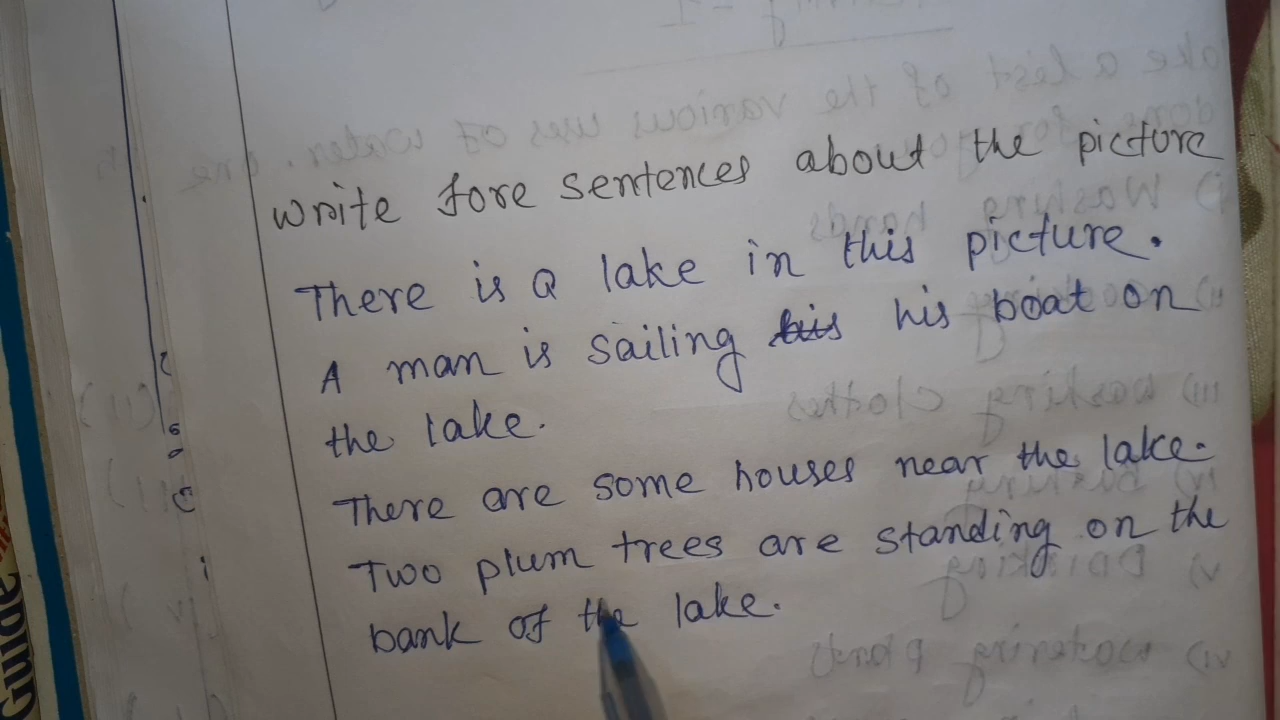 write fore sentences about the picture
There is a lake in this picture.
A man is sailing his his boat on
the lake.
There are some houses near the lake.
Two plum trees are standing on the
bank of the lake.
Guide